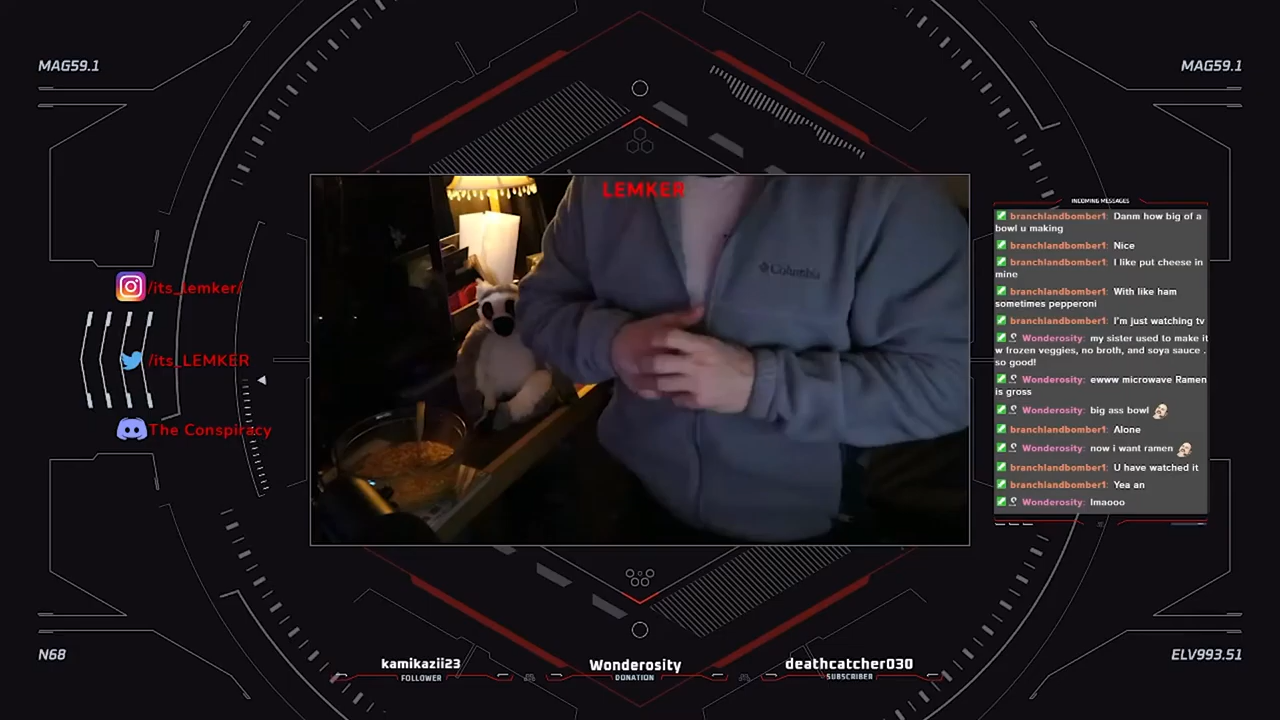 MAG59.1
MAG59.1
LEMKER
Columbia
/its_lemker/
/its_LEMKER
The Conspiracy
INCOMING MESSAGES
branchlandbomber1: Danm how big of a
bowl u making
branchlandbomber1: Nice
branchlandbomber1: I like put cheese in
mine
branchlandbomber1: With like ham
sometimes pepperoni
branchlandbomber1: I'm just watching tv
Wonderosity: my sister used to make it
w frozen veggies, no broth, and soya sauce .
so good!
Wonderosity: ewww microwave Ramen
is gross
Wonderosity: big ass bowl
branchlandbomber1: Alone
Wonderosity: now i want ramen
branchlandbomber1: U have watched it
branchlandbomber1: Yea an
Wonderosity: lmaooo
N68
ELV993.51
kamikazii23
FOLLOWER
Wonderosity
DONATION
deathcatcher030
SUBSCRIBER